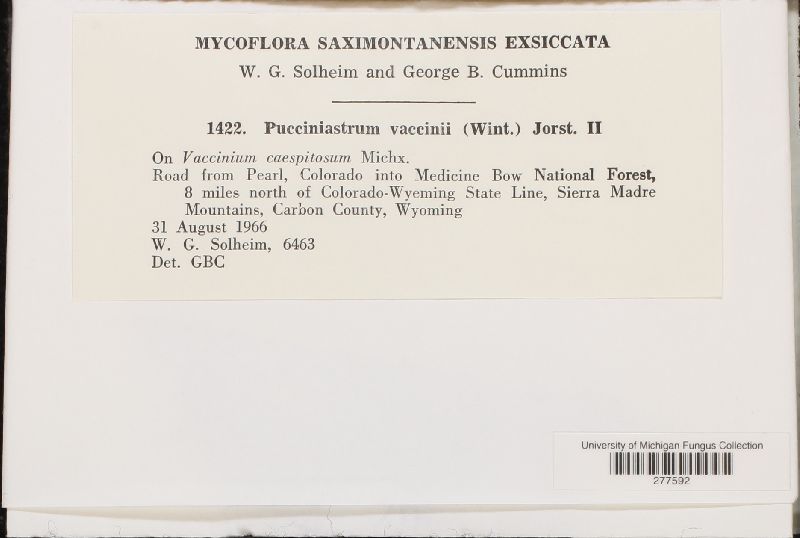 MYCOFLORA SAXIMONTANENSIS EXSICCATA
W. G. Solheim and George B. Cummins
1422. Pucciniastrum vaccinii (Wint.) Jorst. II
On Vaccinium caespitosum Michx.
Road from Pearl, Colorado into Medicine Bow National Forest,
8 miles north of Colorado-Wyeming State Line, Sierra Madre
Mountains, Carbon County, Wyoming
31 August 1966
W. G. Solheim, 6463
Det. GBC
University of Michigan Fungus Collection
277592